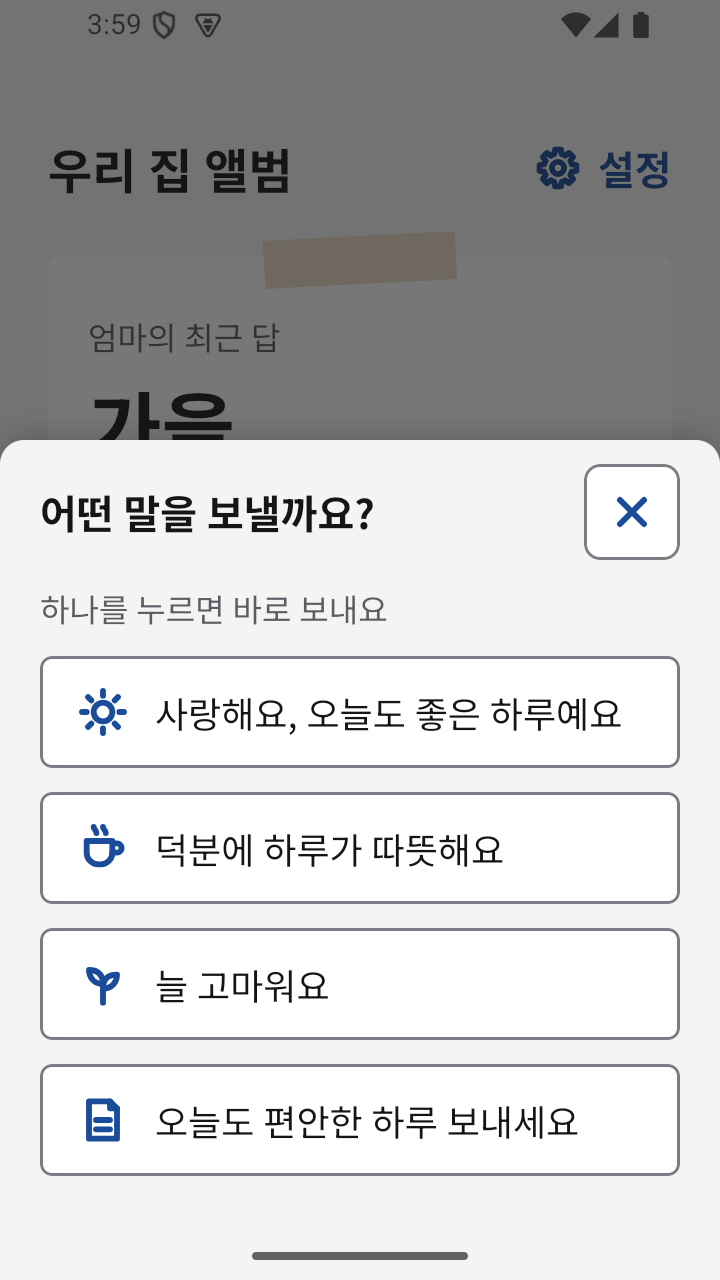 3:59
우리 집 앨범
설정
엄마의 최근 답
가을
어떤 말을 보낼까요?
하나를 누르면 바로 보내요
사랑해요, 오늘도 좋은 하루예요
덕분에 하루가 따뜻해요
늘 고마워요
오늘도 편안한 하루 보내세요